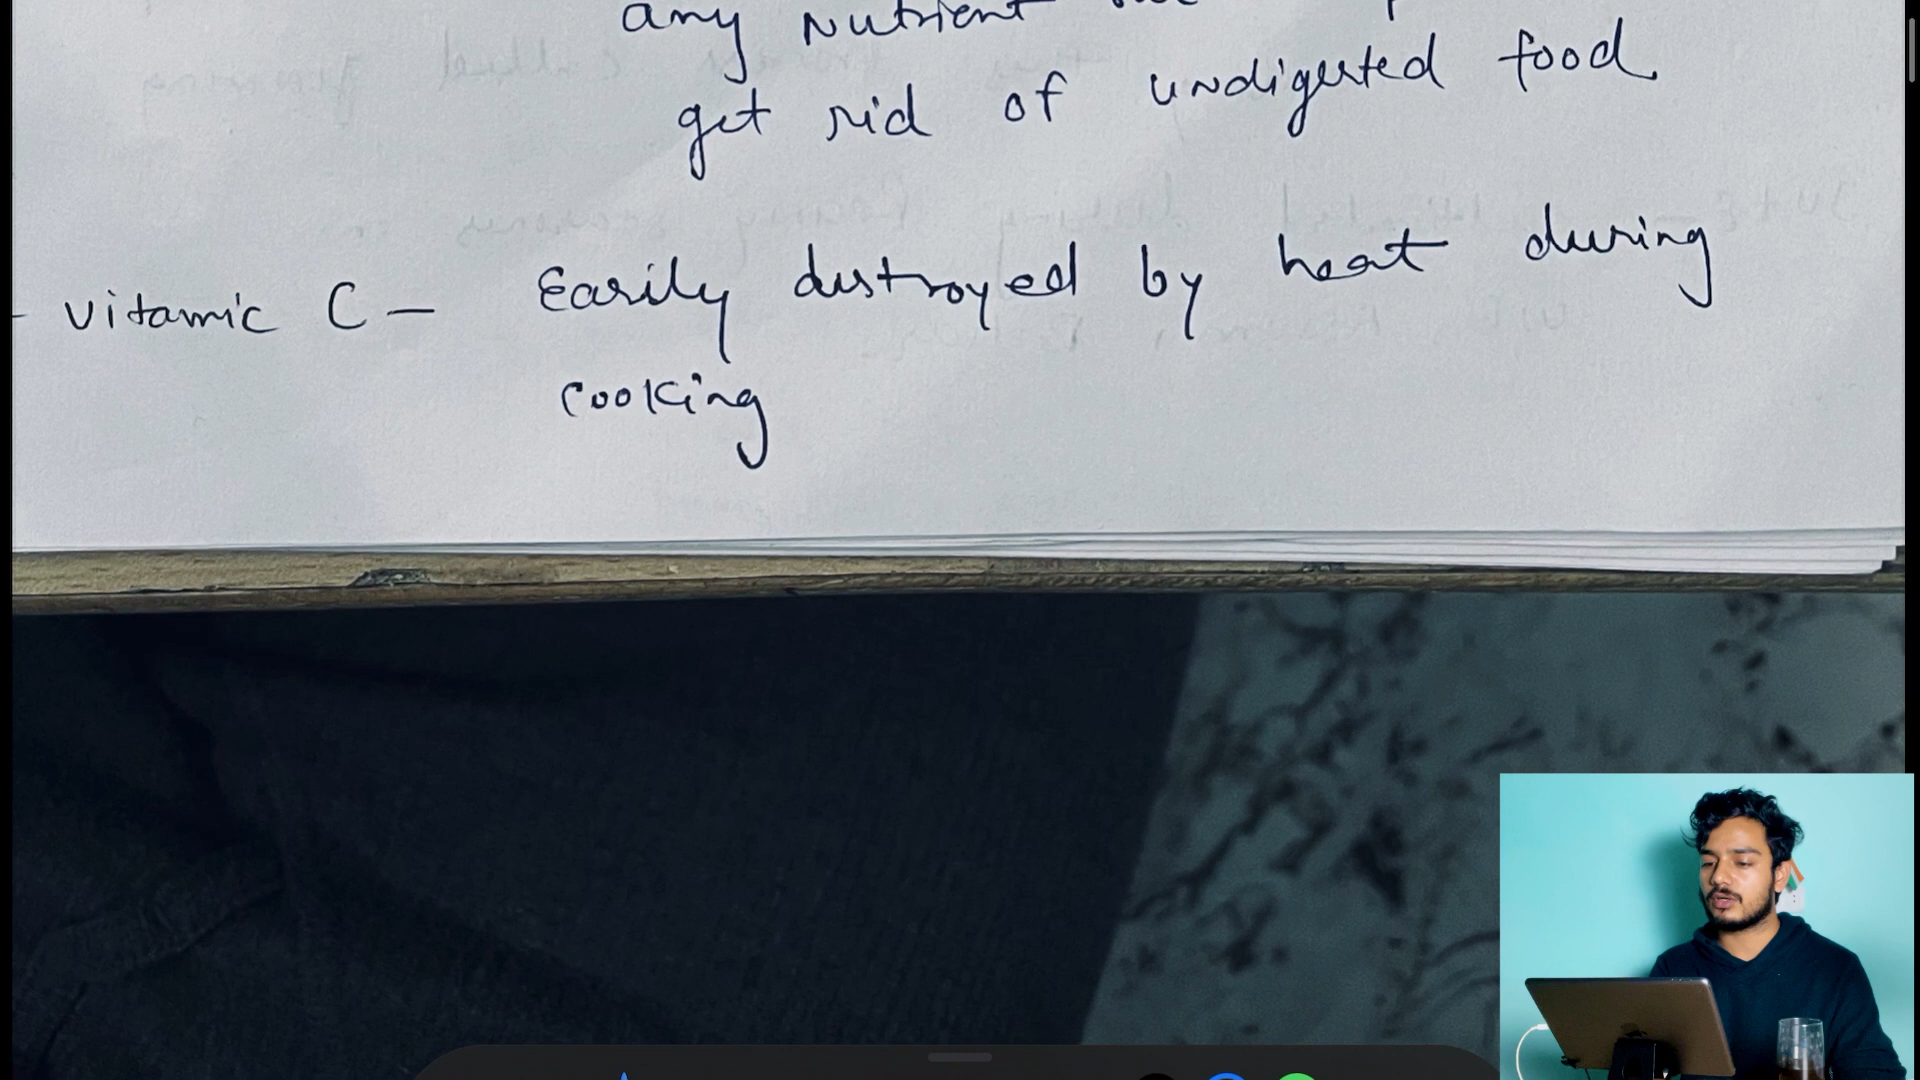 any Nutrient
get rid of undigested food
- Vitamic C - Easily destroyed by heat during
cooking